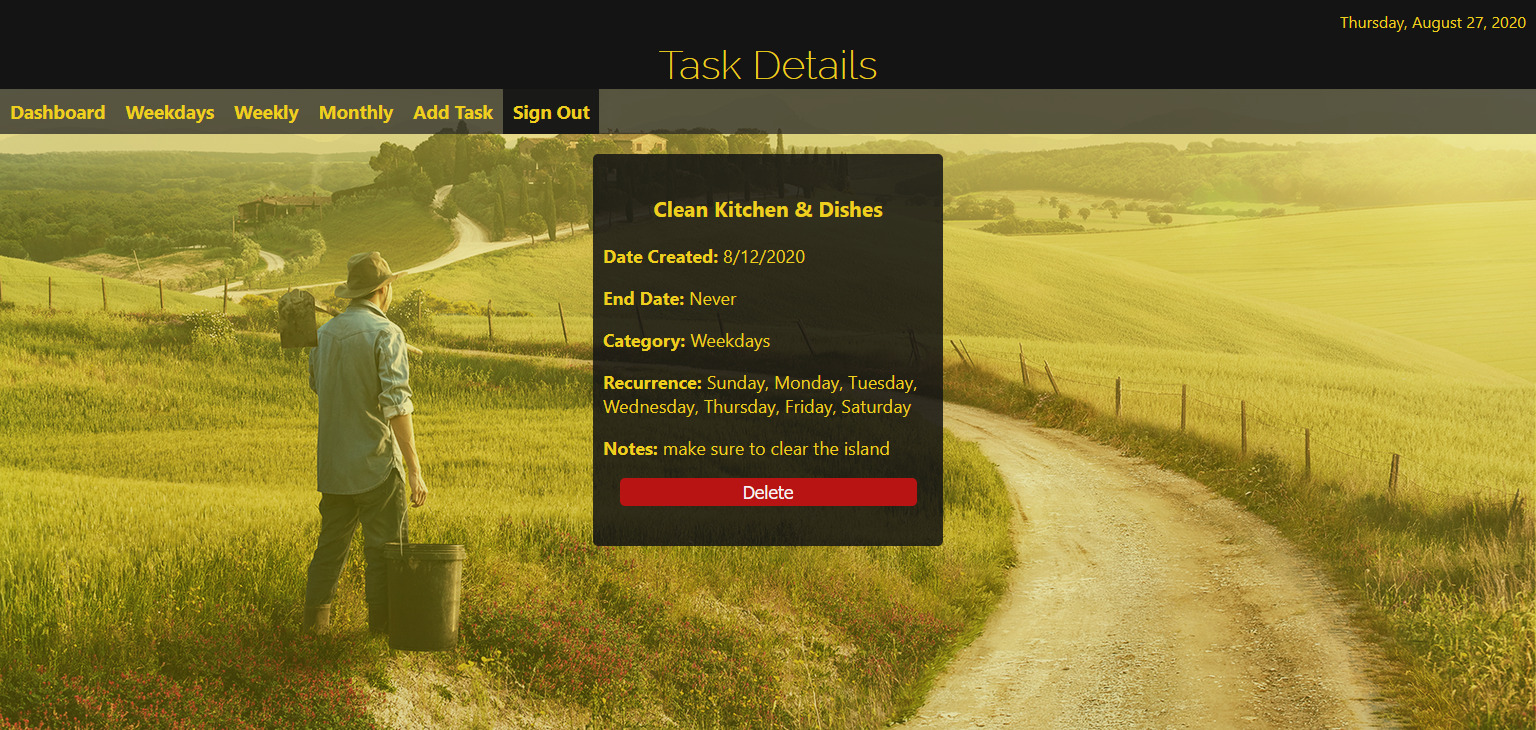 Thursday, August 27, 2020
Task Details
Dashboard Weekdays Weekly Monthly Add Task Sign Out
Clean Kitchen & Dishes
Date Created: 8/12/2020
End Date: Never
Category: Weekdays
Recurrence: Sunday, Monday, Tuesday,
Wednesday, Thursday, Friday, Saturday
Notes: make sure to clear the island
Delete